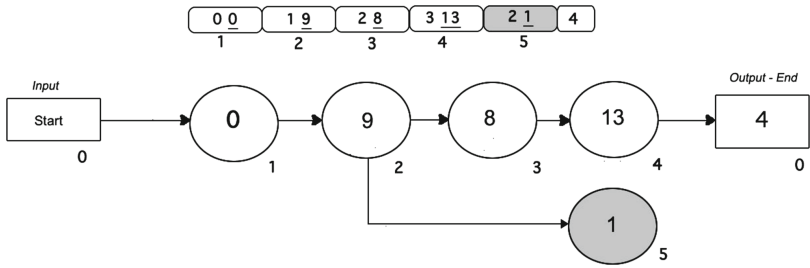 0 0 1 9 2 8 3 13 2 1 4
1 2 3 4 5
Input
Output - End
Start 0 9 8 13 4
0 1 2 3 4 0
1
5